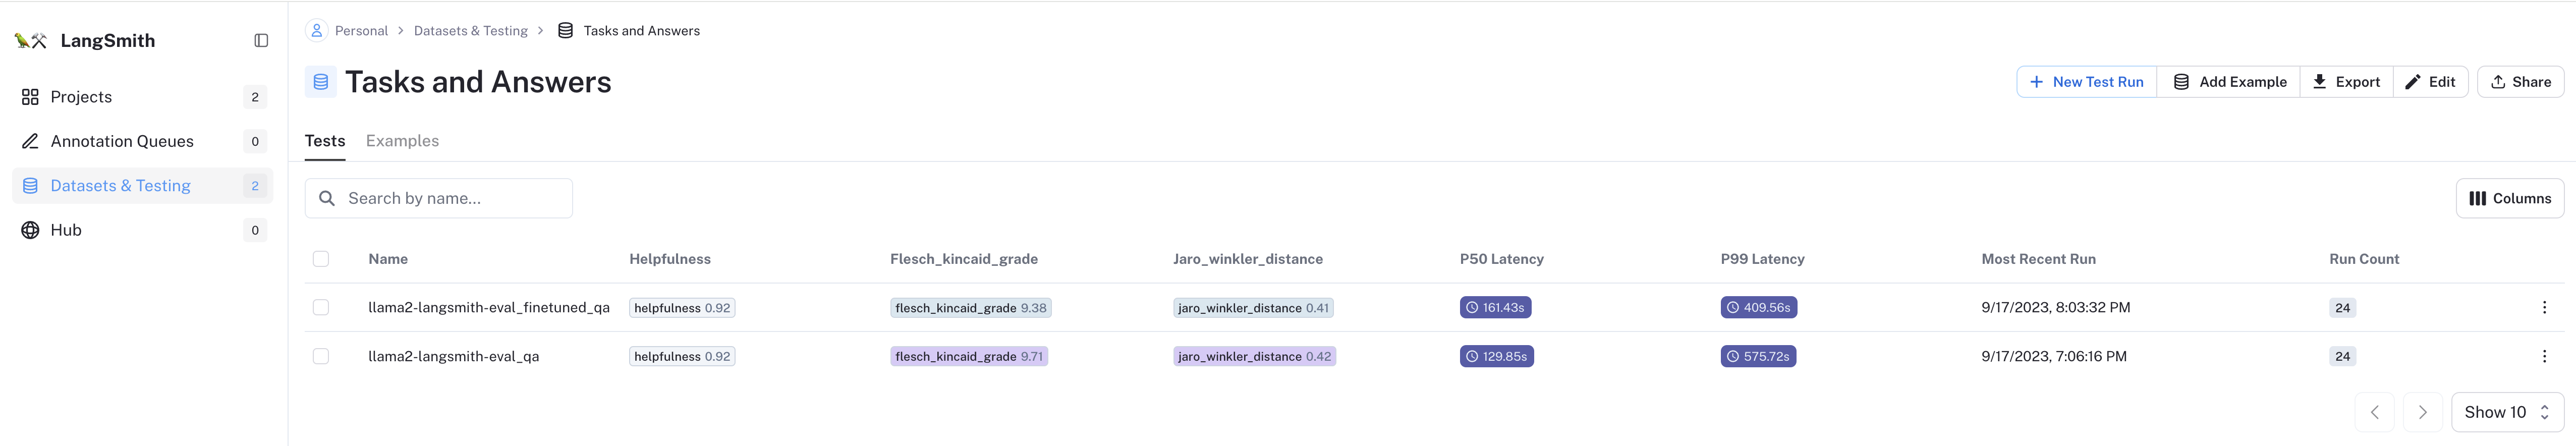 LangSmith
Projects 2
Annotation Queues 0
Datasets & Testing 2
Hub 0
Personal > Datasets & Testing > Tasks and Answers
Tasks and Answers
+ New Test Run Add Example Export Edit Share
Tests Examples
Search by name...
Columns
Name Helpfulness Flesch_kincaid_grade Jaro_winkler_distance P50 Latency P99 Latency Most Recent Run Run Count
llama2-langsmith-eval_finetuned_qa helpfulness 0.92 flesch_kincaid_grade 9.38 jaro_winkler_distance 0.41 161.43s 409.56s 9/17/2023, 8:03:32 PM 24
llama2-langsmith-eval_qa helpfulness 0.92 flesch_kincaid_grade 9.71 jaro_winkler_distance 0.42 129.85s 575.72s 9/17/2023, 7:06:16 PM 24
Show 10